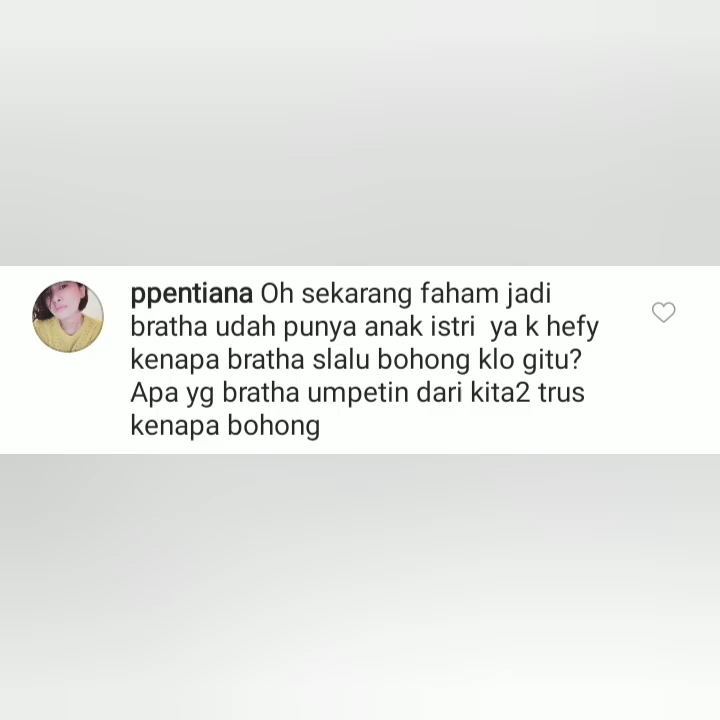 ppentiana Oh sekarang faham jadi
bratha udah punya anak istri ya k hefy
kenapa bratha slalu bohong klo gitu?
Apa yg bratha umpetin dari kita2 trus
kenapa bohong